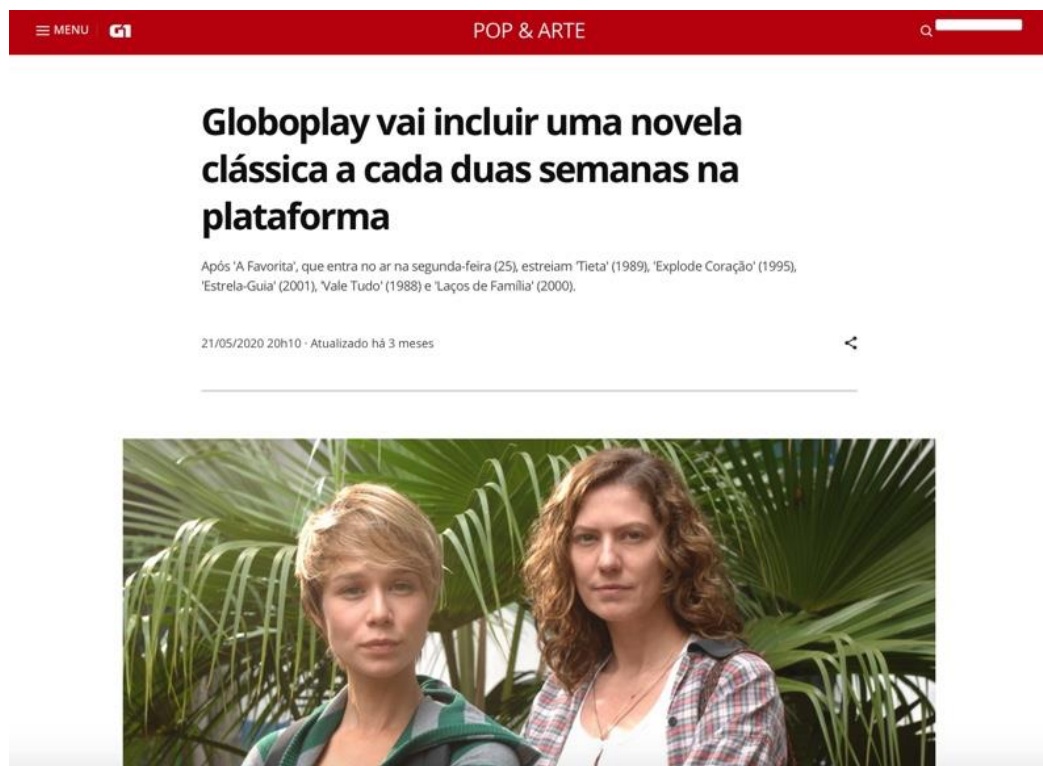 MENU G1 POP & ARTE
Globoplay vai incluir uma novela
clássica a cada duas semanas na
plataforma
Após 'A Favorita', que entra no ar na segunda-feira (25), estreiam 'Tieta' (1989), 'Explode Coração' (1995),
'Estrela-Guia' (2001), 'Vale Tudo' (1988) e 'Laços de Família' (2000).
21/05/2020 20h10 · Atualizado há 3 meses